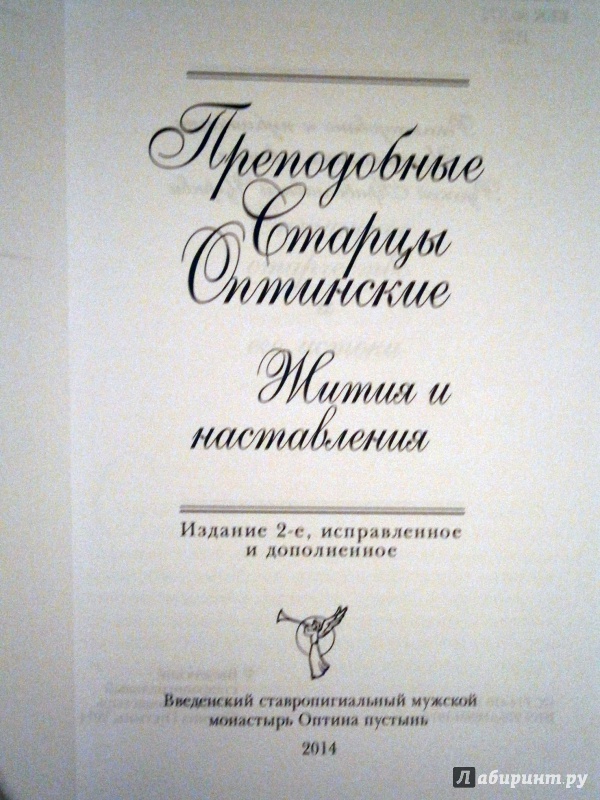 Преподобные
Старцы
Оптинские
Жития и
наставления
Издание 2-е, исправленное
и дополненное
Введенский ставропигиальный мужской
монастырь Оптина пустынь
2014
Лабиринт.ру